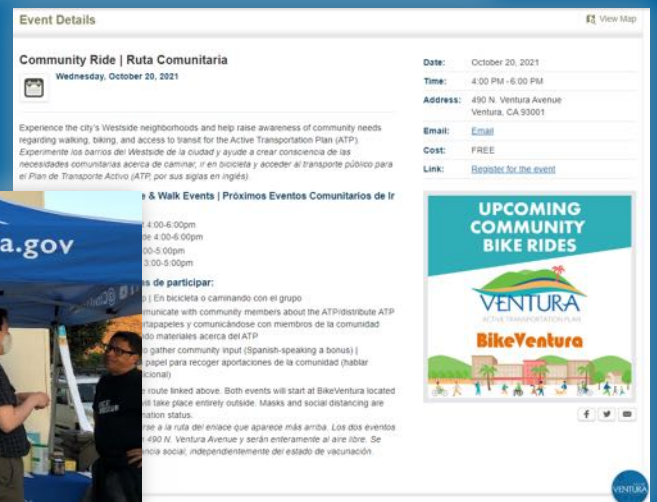 Event Details
View Map
Community Ride | Ruta Comunitaria
Wednesday, October 20, 2021
Experience the city's Westside neighborhoods and help raise awareness of community needs
regarding walking, biking, and access to transit for the Active Transportation Plan (ATP).
Experimente los barrios del Westside de la ciudad y ayude a crear consciencia de las
necesidades comunitarias acerca de caminar, ir en bicicleta y acceder al transporte público para
el Plan de Transporte Activo (ATP, por sus siglas en inglés).
& Walk Events | Próximos Eventos Comunitarios de Ir
4:00-6:00pm
de 4:00-6:00pm
00-5:00pm
3:00-5:00pm
as de participar:
| En bicicleta o caminando con el grupo
municate with community members about the ATP/distribute ATP
rtapapeles y comunicándose con miembros de la comunidad
do materiales acerca del ATP
gather community input (Spanish-speaking a bonus) |
papel para recoger aportaciones de la comunidad (hablar
icional)
route linked above. Both events will start at BikeVentura located
will take place entirely outside. Masks and social distancing are
nation status.
rse a la ruta del enlace que aparece más arriba. Los dos eventos
490 N. Ventura Avenue y serán enteramente al aire libre. Se
ncia social, independientemente del estado de vacunación.
Date: October 20, 2021
Time: 4:00 PM - 6:00 PM
Address: 490 N. Ventura Avenue
Ventura, CA 93001
Email: Email
Cost: FREE
Link: Register for the event
UPCOMING
COMMUNITY
BIKE RIDES
VENTURA
ACTIVE TRANSPORTATION PLAN
BikeVentura
a.gov
VENTURA